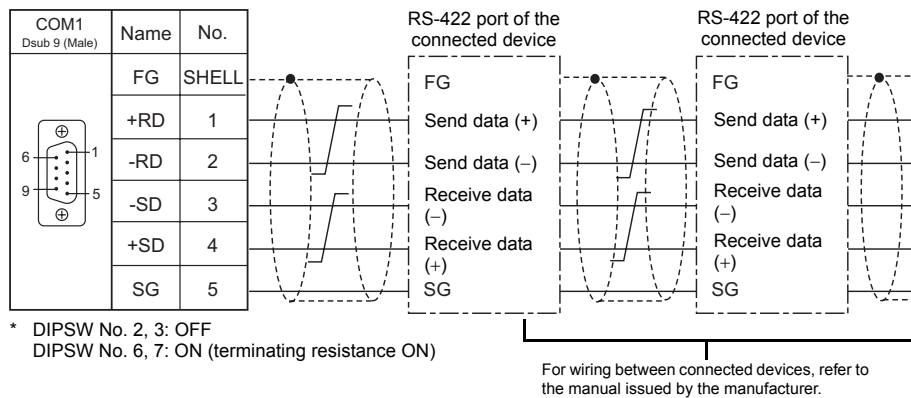 RS-422 port of the
connected device
RS-422 port of the
connected device
COM1
Dsub 9 (Male)
Name
No.
FG
SHELL
FG
FG
+RD
1
Send data (+)
Send data (+)
-RD
2
Send data (−)
Send data (−)
-SD
3
Receive data
(−)
Receive data
(−)
+SD
4
Receive data
(+)
Receive data
(+)
SG
5
SG
SG
6
1
9
5
* DIPSW No. 2, 3: OFF
DIPSW No. 6, 7: ON (terminating resistance ON)
For wiring between connected devices, refer to
the manual issued by the manufacturer.